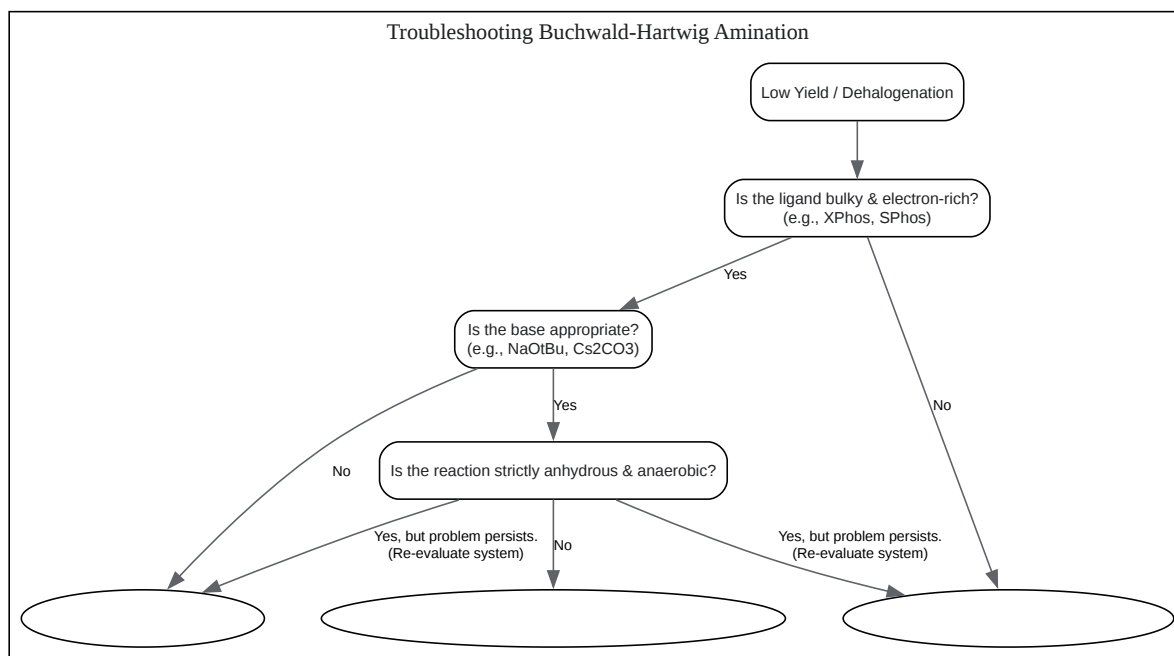 Troubleshooting Buchwald-Hartwig Amination
Low Yield / Dehalogenation
Is the ligand bulky & electron-rich?
(e.g., XPhos, SPhos)
Yes
Is the base appropriate?
(e.g., NaOtBu, Cs2CO3)
Yes
No
No
Is the reaction strictly anhydrous & anaerobic?
Yes, but problem persists.
(Re-evaluate system)
No
Yes, but problem persists.
(Re-evaluate system)